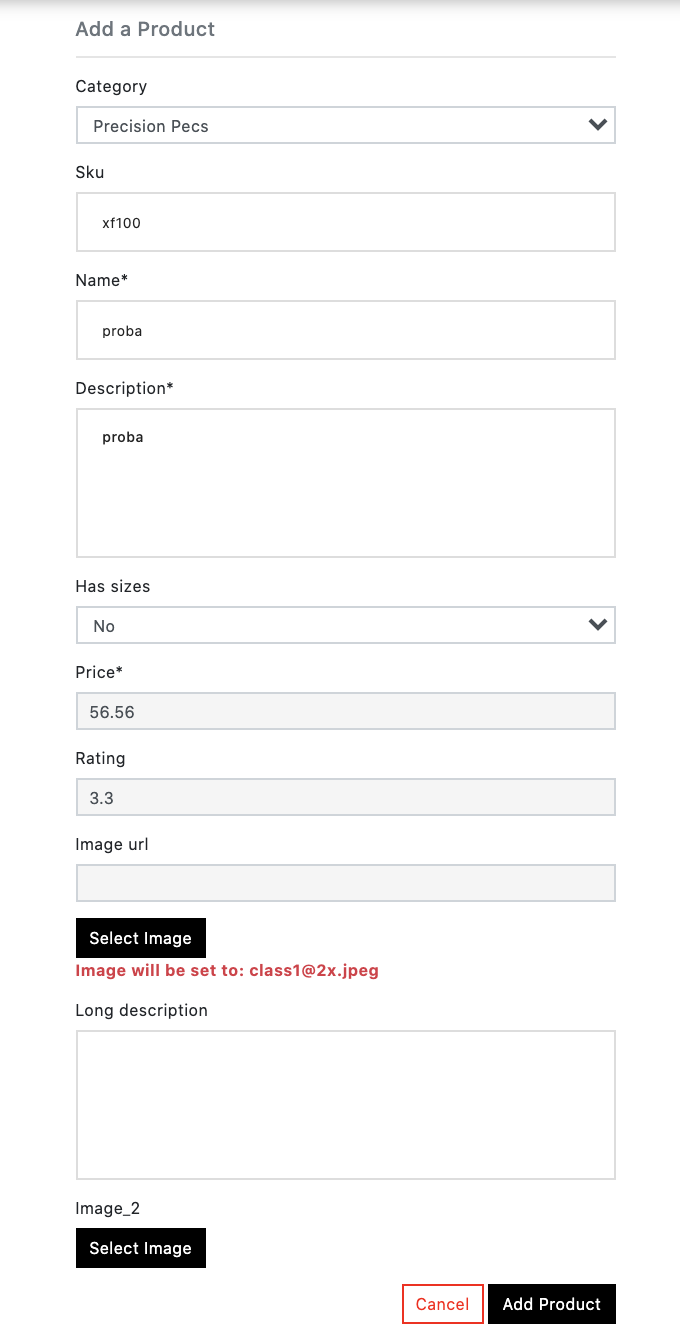 Add a Product
Category
Precision Pecs
Sku
xf100
Name*
proba
Description*
proba
Has sizes
No
Price*
56.56
Rating
3.3
Image url
Select Image
Image will be set to: class1@2x.jpeg
Long description
Image_2
Select Image
Cancel Add Product